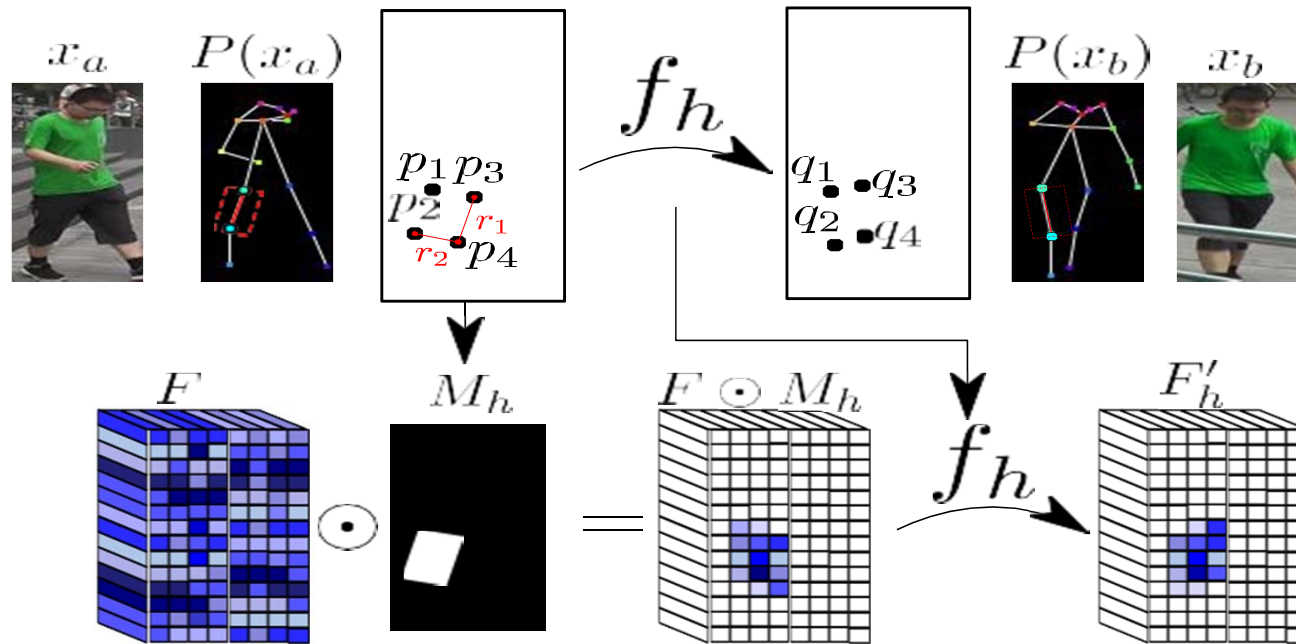 x_a
P(x_a)
f_h
P(x_b)
x_b
p_1
p_3
p_2
r_1
r_2
p_4
q_1
q_3
q_2
q_4
F
M_h
F ⊙ M_h
F'_h
⊙
=
f_h